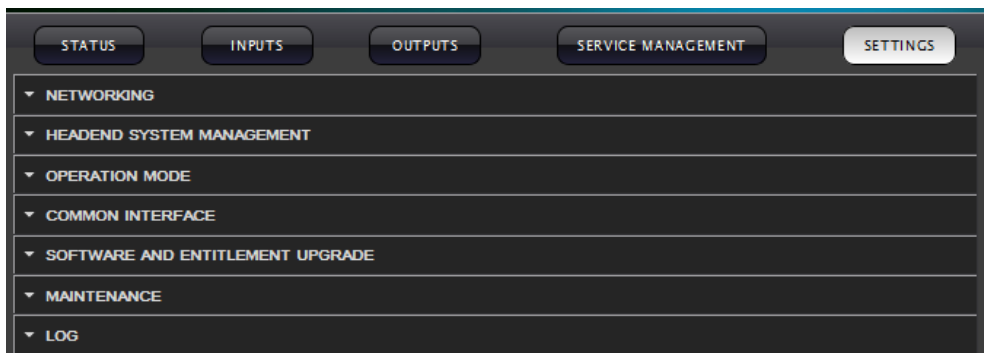 STATUS INPUTS OUTPUTS SERVICE MANAGEMENT SETTINGS
NETWORKING
HEADEND SYSTEM MANAGEMENT
OPERATION MODE
COMMON INTERFACE
SOFTWARE AND ENTITLEMENT UPGRADE
MAINTENANCE
LOG